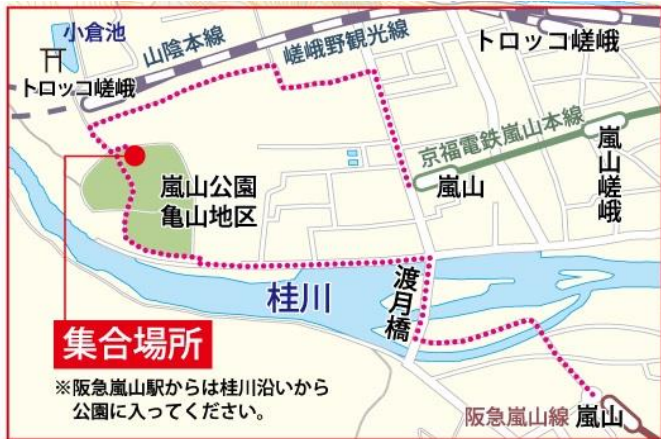 小倉池
トロッコ嵯峨
山陰本線
嵯峨野観光線
トロッコ嵯峨
京福電鉄嵐山本線
嵐山
嵐山嵯峨
嵐山公園
亀山地区
桂川
渡月橋
集合場所
※阪急嵐山駅からは桂川沿いから
公園に入ってください。
阪急嵐山線
嵐山